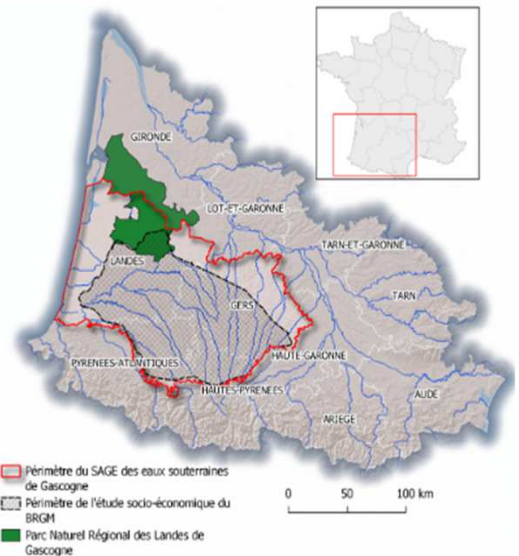 GIRONDE
LOT-ET-GARONNE
TARN-ET-GARONNE
LANDES
TARN
GERS
HAUTE-GARONNE
PYRENEES-ATLANTIQUES
HAUTES-PYRENEES
AUDE
ARIEGE
Périmètre du SAGE des eaux souterraines
de Gascogne
Périmètre de l'étude socio-économique du
BRGM
Parc Naturel Régional des Landes de
Gascogne
0 50 100 km